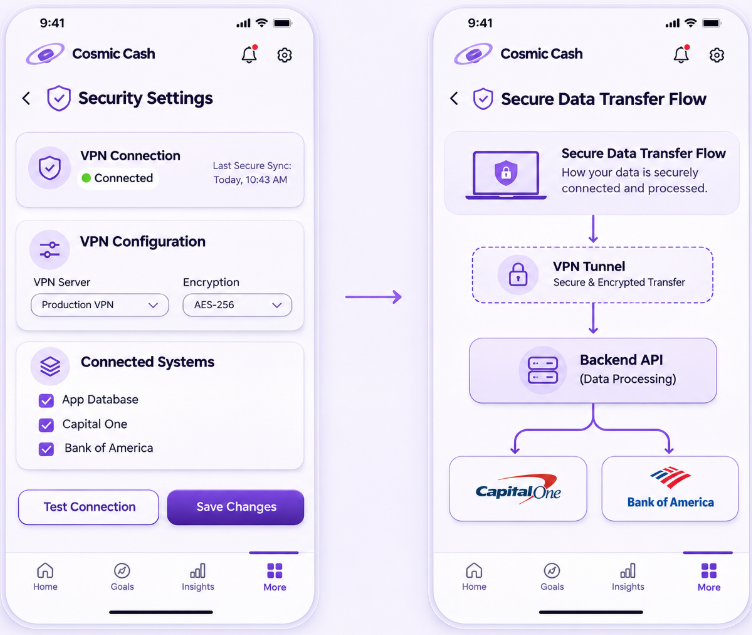 9:41
Cosmic Cash
Security Settings
VPN Connection
Connected
Last Secure Sync:
Today, 10:43 AM
VPN Configuration
VPN Server
Encryption
Production VPN
AES-256
Connected Systems
App Database
Capital One
Bank of America
Test Connection
Save Changes
Home
Goals
Insights
More
9:41
Cosmic Cash
Secure Data Transfer Flow
Secure Data Transfer Flow
How your data is securely
connected and processed.
VPN Tunnel
Secure & Encrypted Transfer
Backend API
(Data Processing)
Capital One
Bank of America
Home
Goals
Insights
More